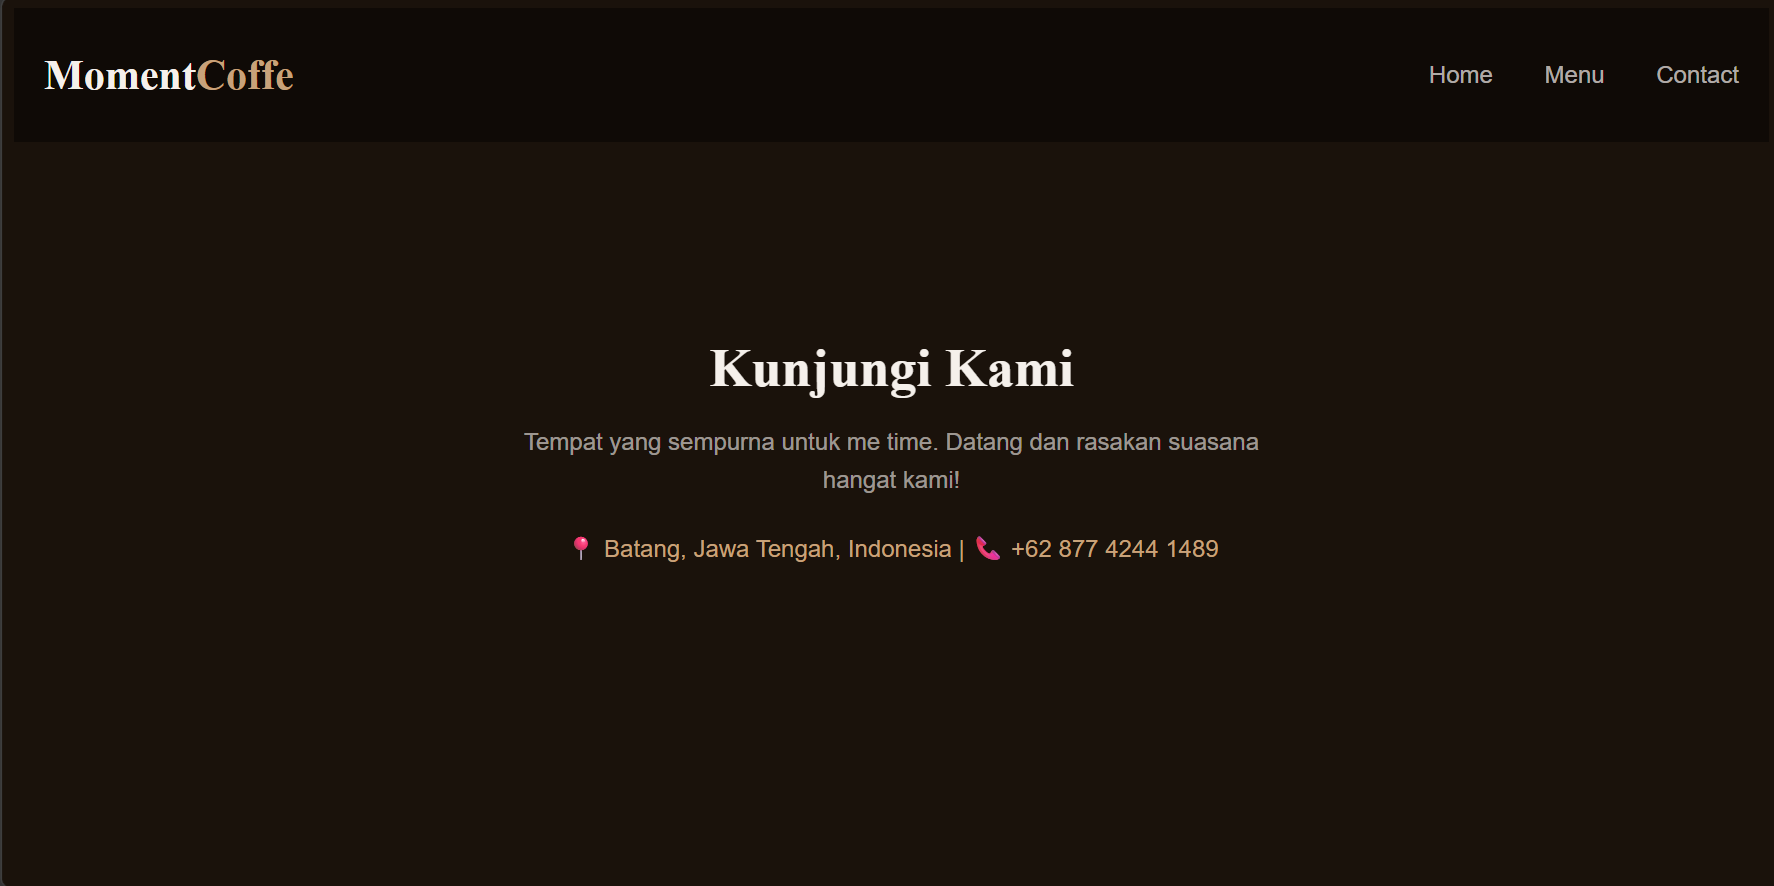 MomentCoffe
Home Menu Contact
Kunjungi Kami
Tempat yang sempurna untuk me time. Datang dan rasakan suasana
hangat kami!
📍 Batang, Jawa Tengah, Indonesia | 📞 +62 877 4244 1489